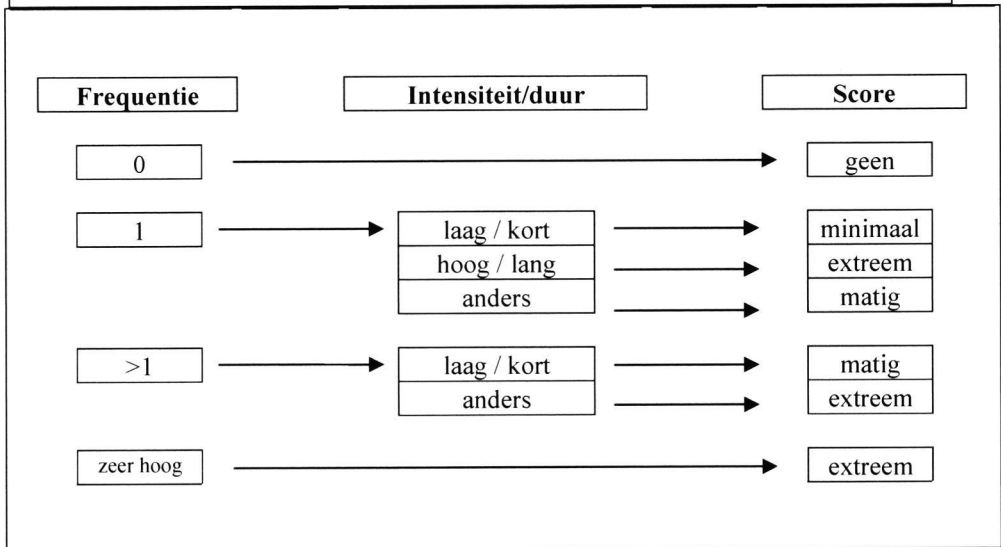 Frequentie Intensiteit/duur Score
0 geen
1 laag / kort minimaal
hoog / lang extreem
anders matig
>1 laag / kort matig
anders extreem
zeer hoog extreem